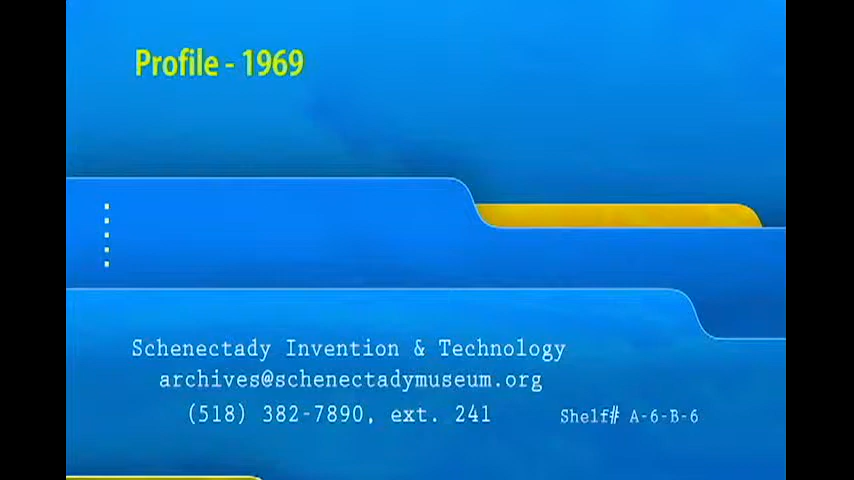 Profile - 1969
Schenectady Invention & Technology
archives@schenectadymuseum.org
(518) 382-7890, ext. 241
Shelf# A-6-B-6